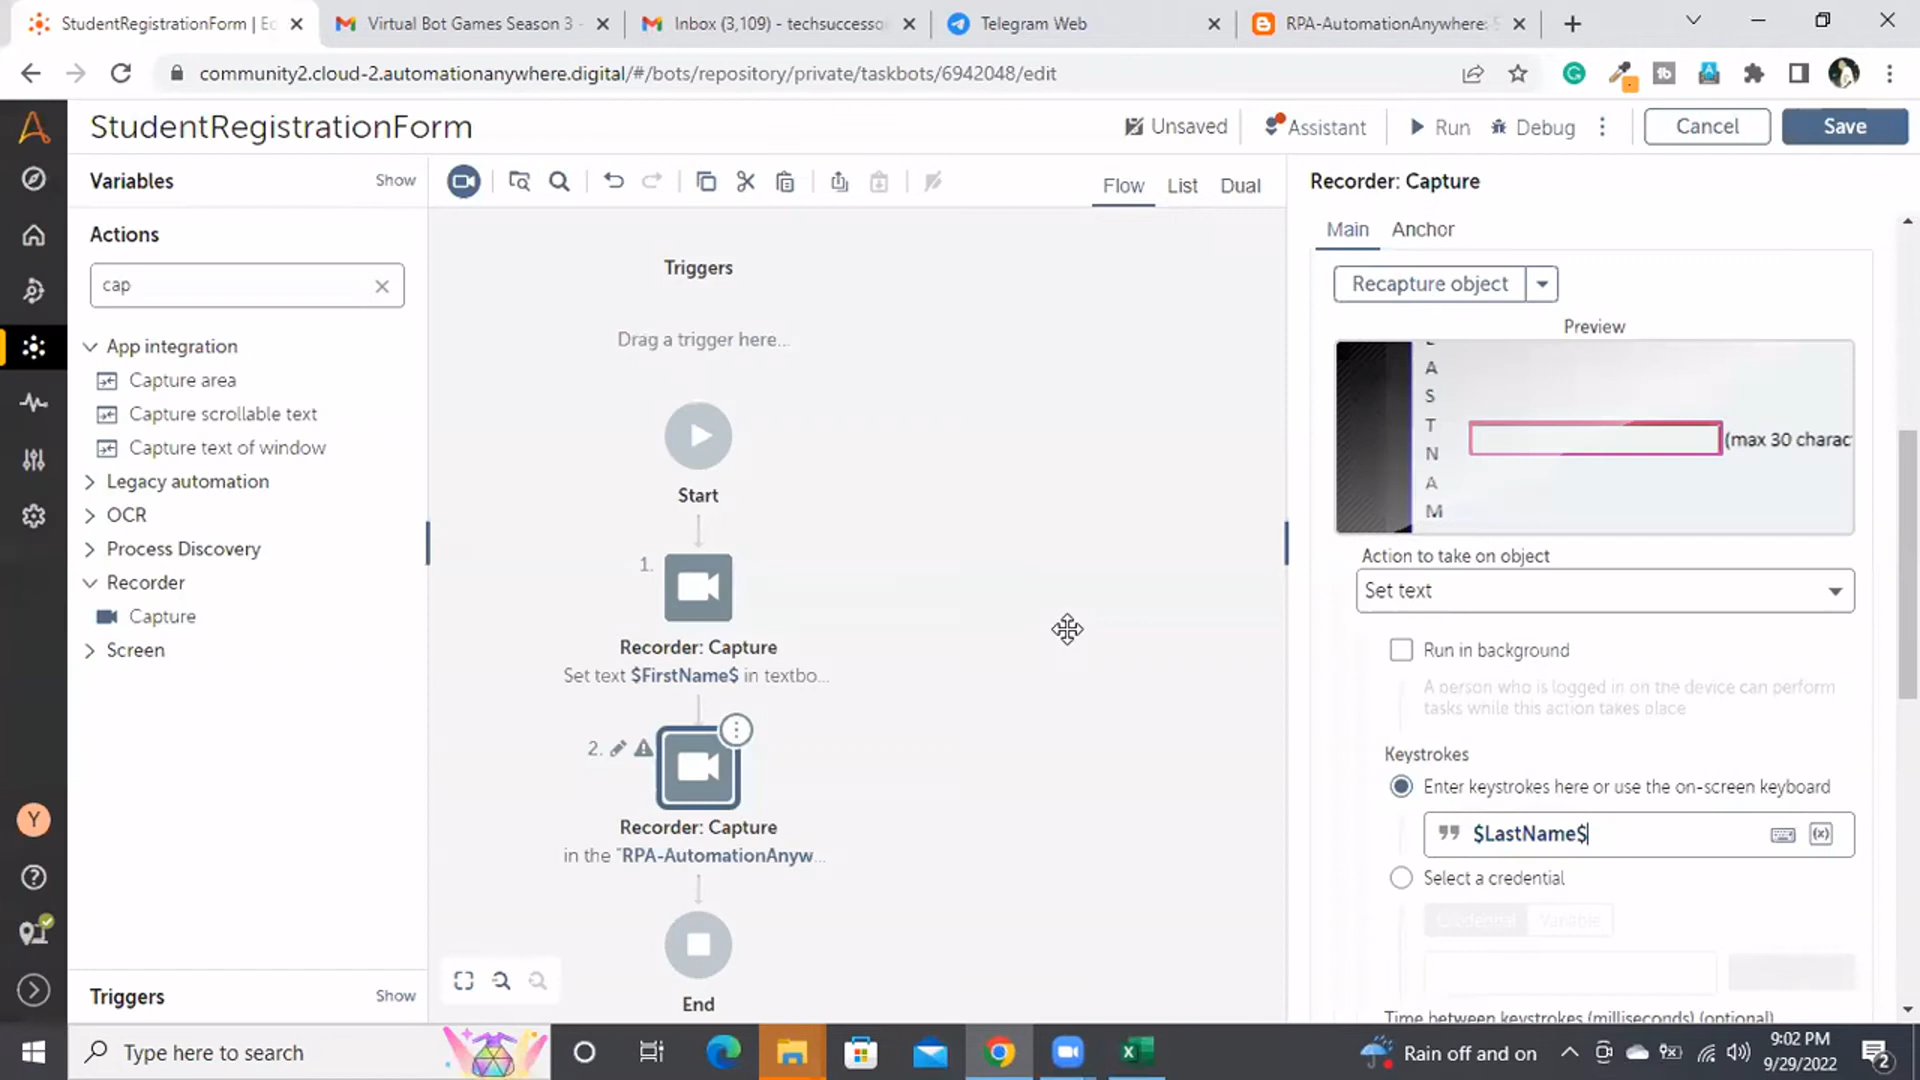 StudentRegistrationForm | Ed
Virtual Bot Games Season 3 -
Inbox (3,109) - techsuccesso
Telegram Web
RPA-AutomationAnywhere:
community2.cloud-2.automationanywhere.digital/#/bots/repository/private/taskbots/6942048/edit
StudentRegistrationForm
Unsaved
Assistant
Run
Debug
Cancel
Save
Variables
Show
Flow
List
Dual
Recorder: Capture
Main
Anchor
Actions
cap
App integration
Capture area
Capture scrollable text
Capture text of window
Legacy automation
OCR
Process Discovery
Recorder
Capture
Screen
Triggers
Show
Triggers
Drag a trigger here...
Start
1.
Recorder: Capture
Set text $FirstName$ in textbo...
2.
Recorder: Capture
in the "RPA-AutomationAnyw...
End
Recapture object
Preview
A
S
T
N
A
M
(max 30 charac
Action to take on object
Set text
Run in background
A person who is logged in on the device can perform
tasks while this action takes place
Keystrokes
Enter keystrokes here or use the on-screen keyboard
$LastName$
(x)
Select a credential
Credential
Variable
Time between keystrokes (milliseconds) (optional)
Y
Type here to search
Rain off and on
9:02 PM
9/29/2022
2